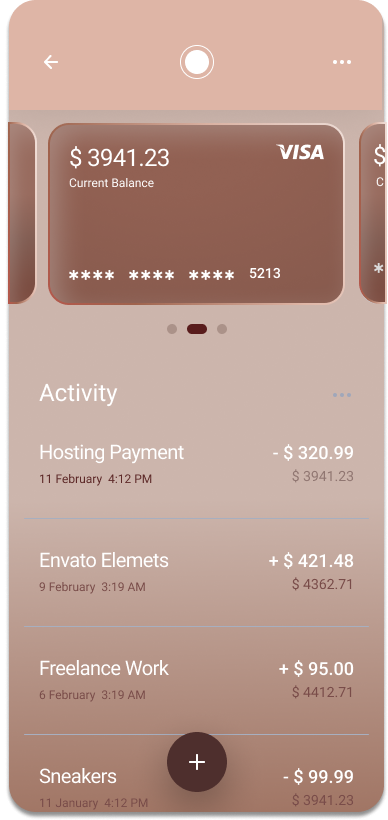 $ 3941.23
VISA
Current Balance
**** **** **** 5213
$
C
*
Activity
Hosting Payment
- $ 320.99
11 February 4:12 PM
$ 3941.23
Envato Elemets
+ $ 421.48
9 February 3:19 AM
$ 4362.71
Freelance Work
+ $ 95.00
6 February 3:19 AM
$ 4412.71
Sneakers
- $ 99.99
11 January 4:12 PM
$ 3941.23